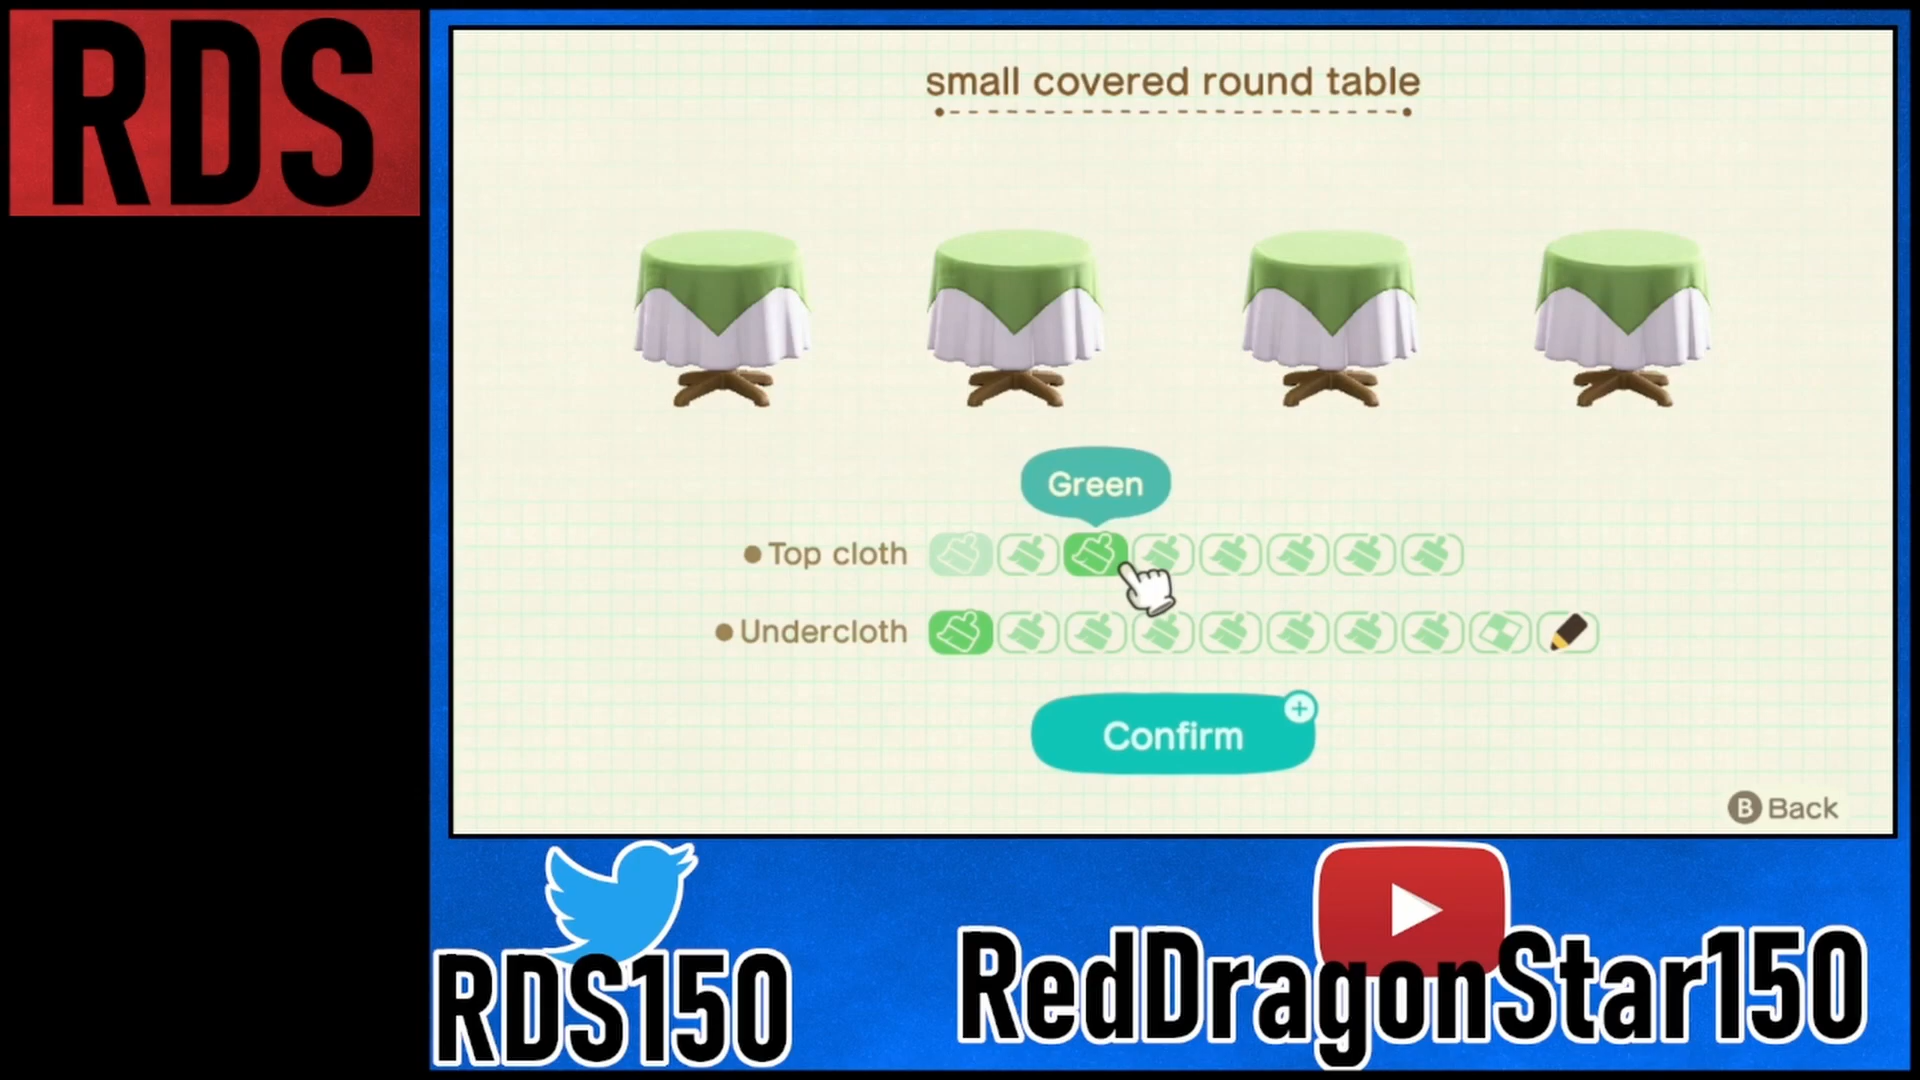 RDS
small covered round table
Green
Top cloth
Undercloth
Confirm
B Back
RDS150
RedDragonStar150